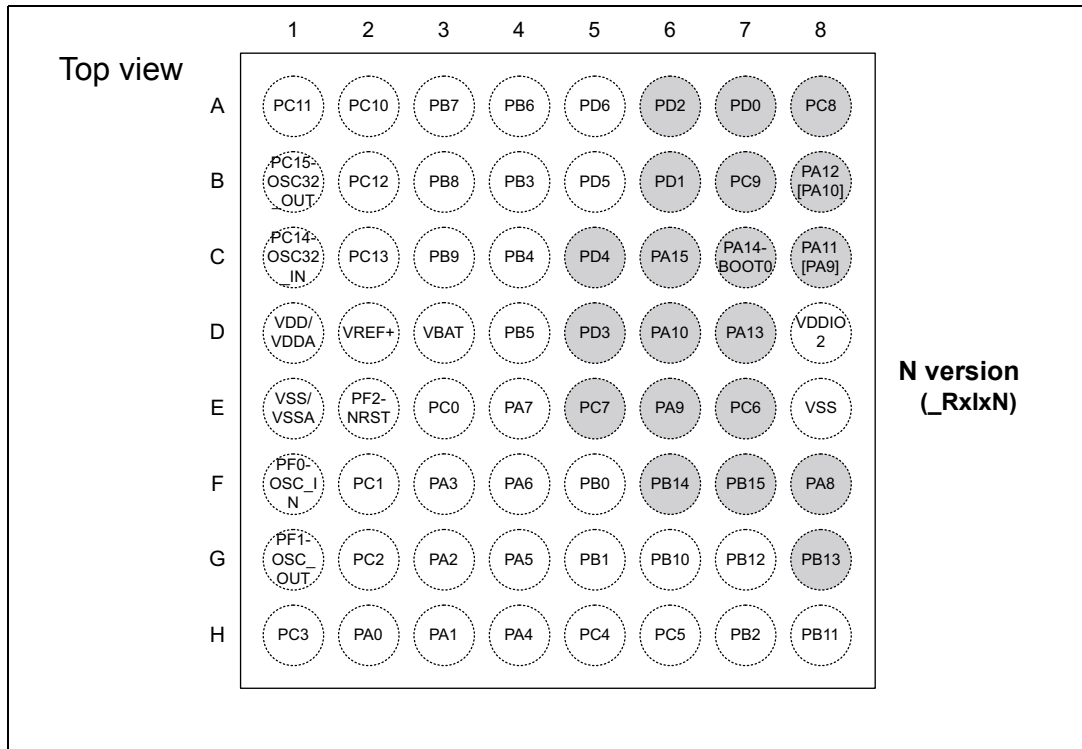 1 2 3 4 5 6 7 8
Top view
A PC11 PC10 PB7 PB6 PD6 PD2 PD0 PC8
B PC15-
OSC32
_OUT PC12 PB8 PB3 PD5 PD1 PC9 PA12
[PA10]
C PC14-
OSC32
_IN PC13 PB9 PB4 PD4 PA15 PA14-
BOOT0 PA11
[PA9]
D VDD/
VDDA VREF+ VBAT PB5 PD3 PA10 PA13 VDDIO
2
E VSS/
VSSA PF2-
NRST PC0 PA7 PC7 PA9 PC6 VSS
N version
(_RxIxN)
F PF0-
OSC_I
N PC1 PA3 PA6 PB0 PB14 PB15 PA8
G PF1-
OSC_
OUT PC2 PA2 PA5 PB1 PB10 PB12 PB13
H PC3 PA0 PA1 PA4 PC4 PC5 PB2 PB11